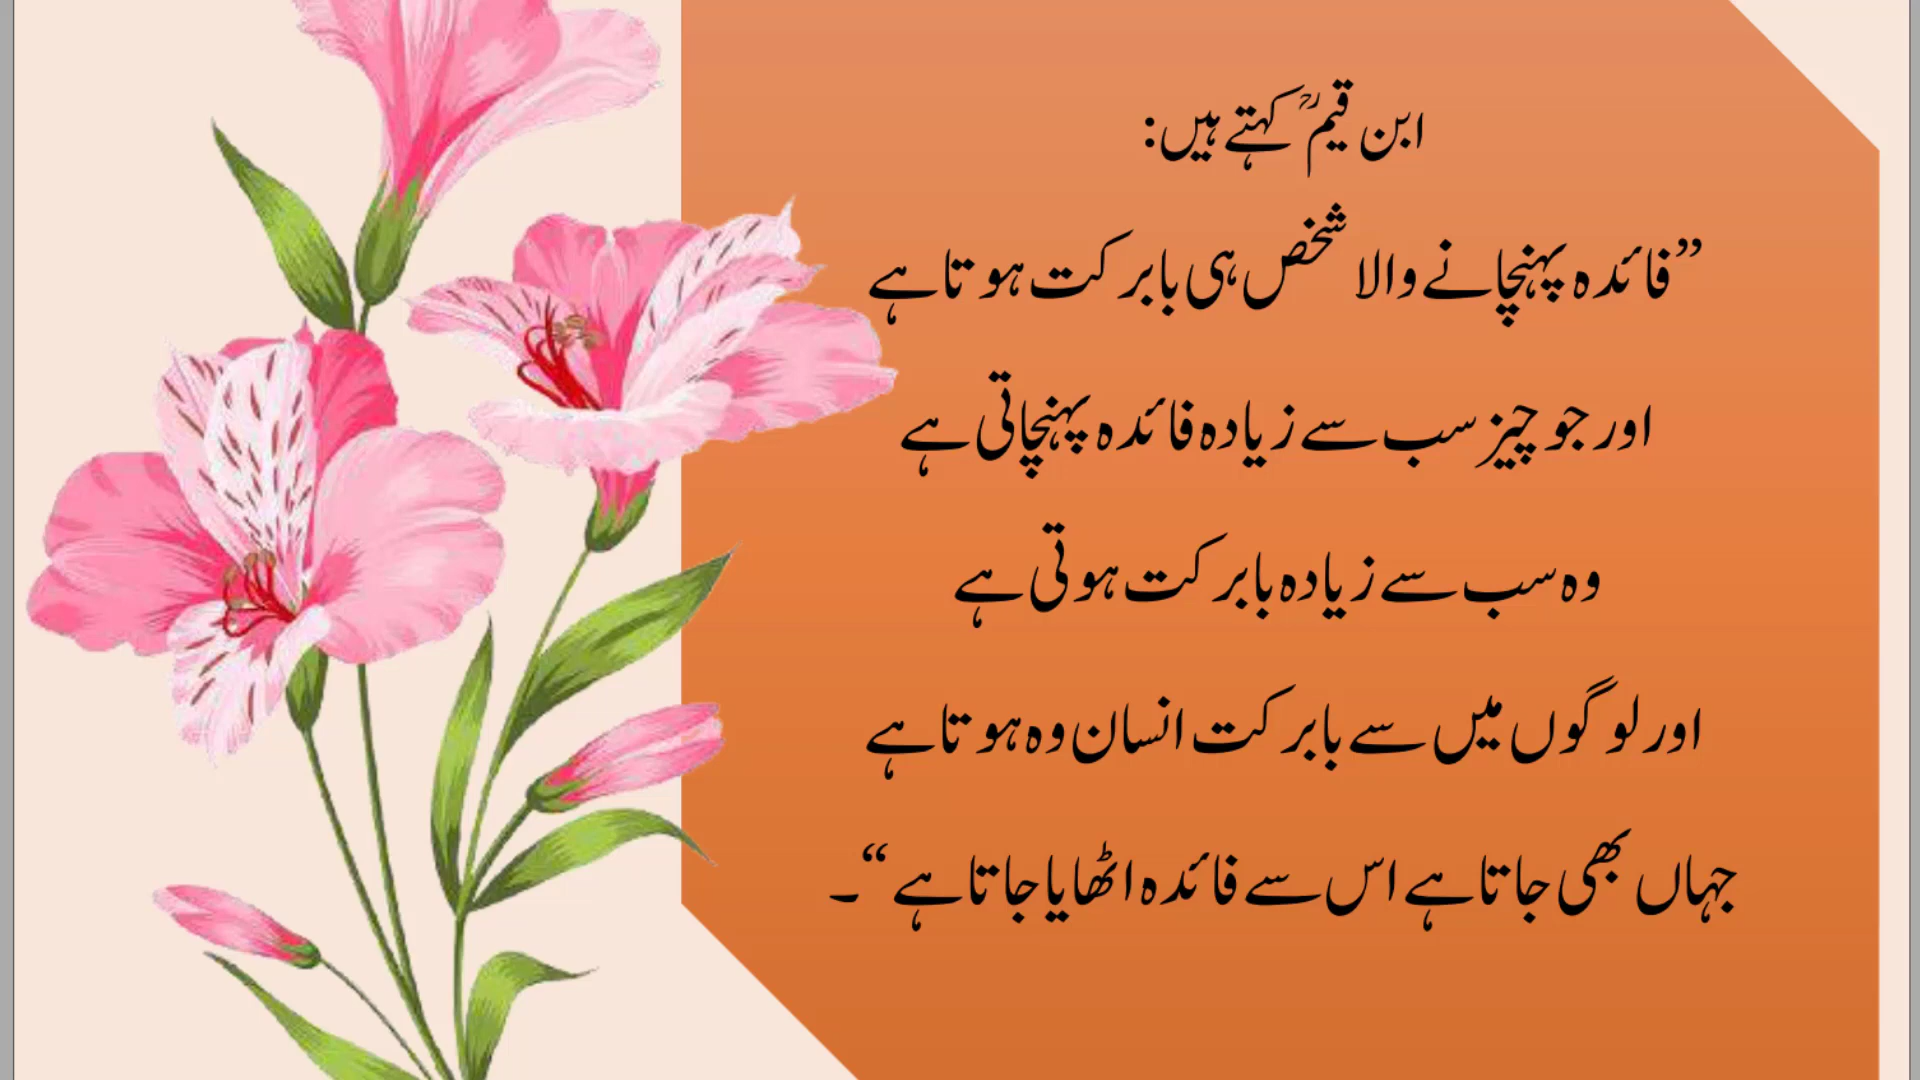 ابن قیمؒ کہتے ہیں:
”فائدہ پہنچانے والا شخص ہی بابرکت ہوتا ہے
اور جو چیز سب سے زیادہ فائدہ پہنچاتی ہے
وہ سب سے زیادہ بابرکت ہوتی ہے
اور لوگوں میں سے بابرکت انسان وہ ہوتا ہے
جہاں بھی جاتا ہے اس سے فائدہ اٹھایا جاتا ہے“۔